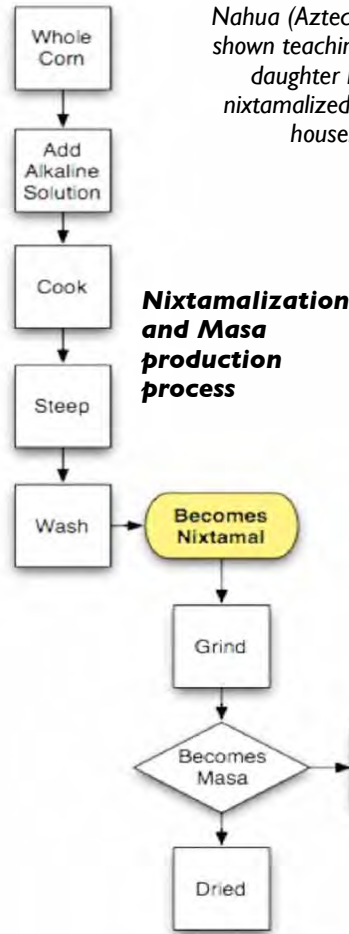 Nahua (Aztec
shown teachin
daughter
nixtamalized
house
Whole
Corn
Add
Alkaline
Solution
Cook
Nixtamalization
and Masa
production
process
Steep
Wash
Becomes
Nixtamal
Grind
Becomes
Masa
Dried